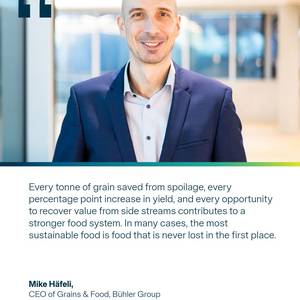 Every tonne of grain saved from spoilage, every
percentage point increase in yield, and every opportunity
to recover value from side streams contributes to a
stronger food system. In many cases, the most
sustainable food is food that is never lost in the first place.
Mike Häfeli,
CEO of Grains & Food, Bühler Group